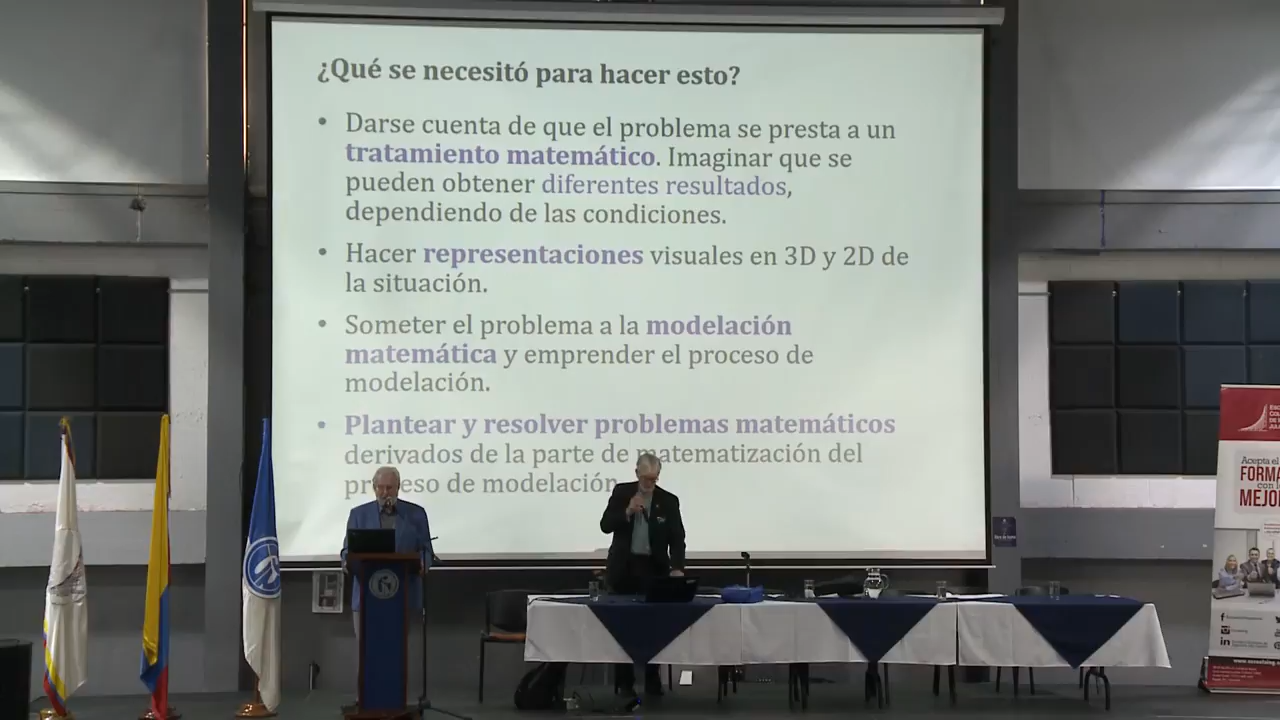 ¿Qué se necesitó para hacer esto?
• Darse cuenta de que el problema se presta a un
tratamiento matemático. Imaginar que se
pueden obtener diferentes resultados,
dependiendo de las condiciones.
• Hacer representaciones visuales en 3D y 2D de
la situación.
• Someter el problema a la modelación
matemática y emprender el proceso de
modelación.
• Plantear y resolver problemas matemáticos
derivados de la parte de matematización del
proceso de modelación
Acepta el
FORMA
con l
MEJO